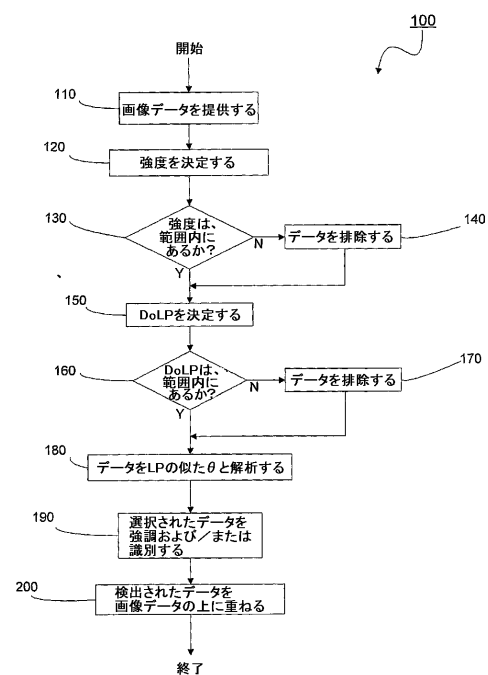 100
開始
110
画像データを提供する
120
強度を決定する
130
強度は、
範囲内に
あるか?
N
140
データを排除する
Y
150
DoLPを決定する
160
DoLPは、
範囲内に
あるか?
N
170
データを排除する
Y
180
データをLPの似たθと解析する
190
選択されたデータを
強調および/または
識別する
200
検出されたデータを
画像データの上に重ねる
終了